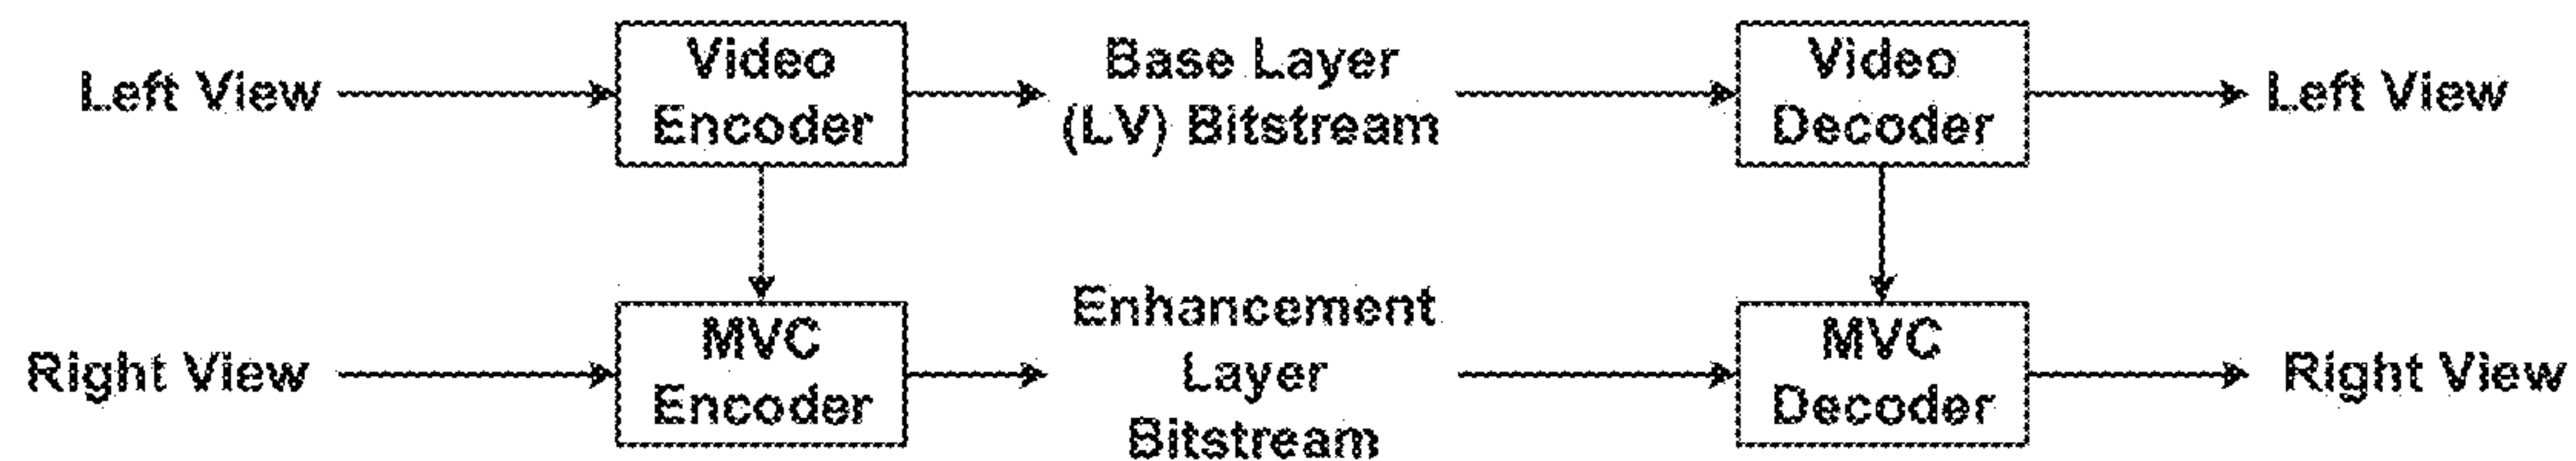 Left View
Video
Encoder
Base Layer
(LV) Bitstream
Video
Decoder
Left View
Right View
MVC
Encoder
Enhancement
Layer
Bitstream
MVC
Decoder
Right View